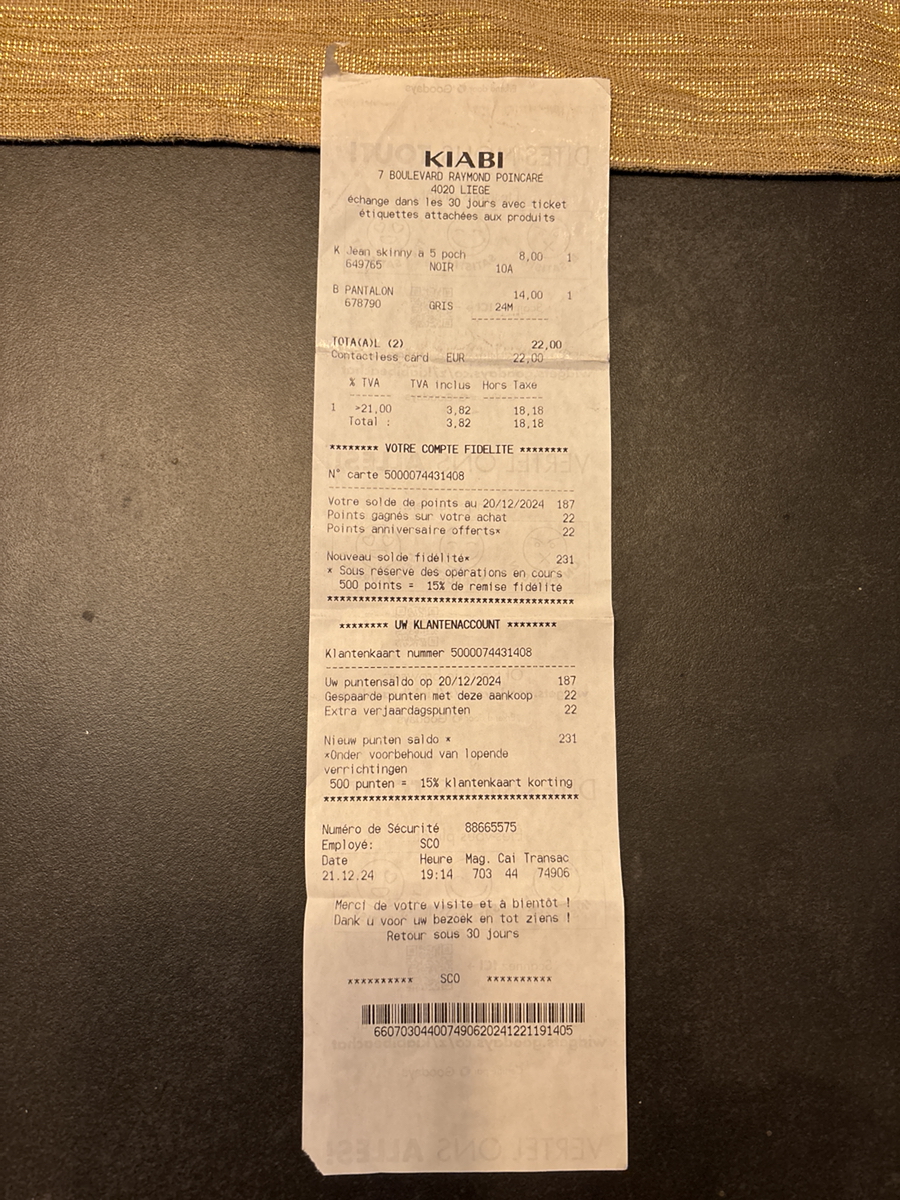 KIABI
7 BOULEVARD RAYMOND POINCARE
4020 LIEGE
échange dans les 30 jours avec ticket
étiquettes attachées aux produits
K Jean skinny à 5 poch 8,00 1
649765 NOIR 10A
B PANTALON 14,00 1
678790 GRIS 24M
TOTA(A)L (2) 22,00
Contactless card EUR 22,00
% TVA TVA inclus Hors Taxe
1 >21,00 3,82 18,18
Total : 3,82 18,18
******** VOTRE COMPTE FIDELITE ********
N° carte 5000074431408
Votre solde de points au 20/12/2024 187
Points gagnés sur votre achat 22
Points anniversaire offerts* 22
Nouveau solde fidélité* 231
* Sous réserve des opérations en cours
500 points = 15% de remise fidélité
******** UW KLANTENACCOUNT ********
Klantenkaart nummer 5000074431408
Uw puntensaldo op 20/12/2024 187
Gespaarde punten met deze aankoop 22
Extra verjaardagspunten 22
Nieuw punten saldo * 231
*Onder voorbehoud van lopende
verrichtingen
500 punten = 15% klantenkaart korting
Numéro de Sécurité 88665575
Employé: SCO
Date Heure Mag. Cai Transac
21.12.24 19:14 703 44 74906
Merci de votre visite et à bientôt !
Dank u voor uw bezoek en tot ziens !
Retour sous 30 jours
********** SCO **********
660703044007490620241221191405